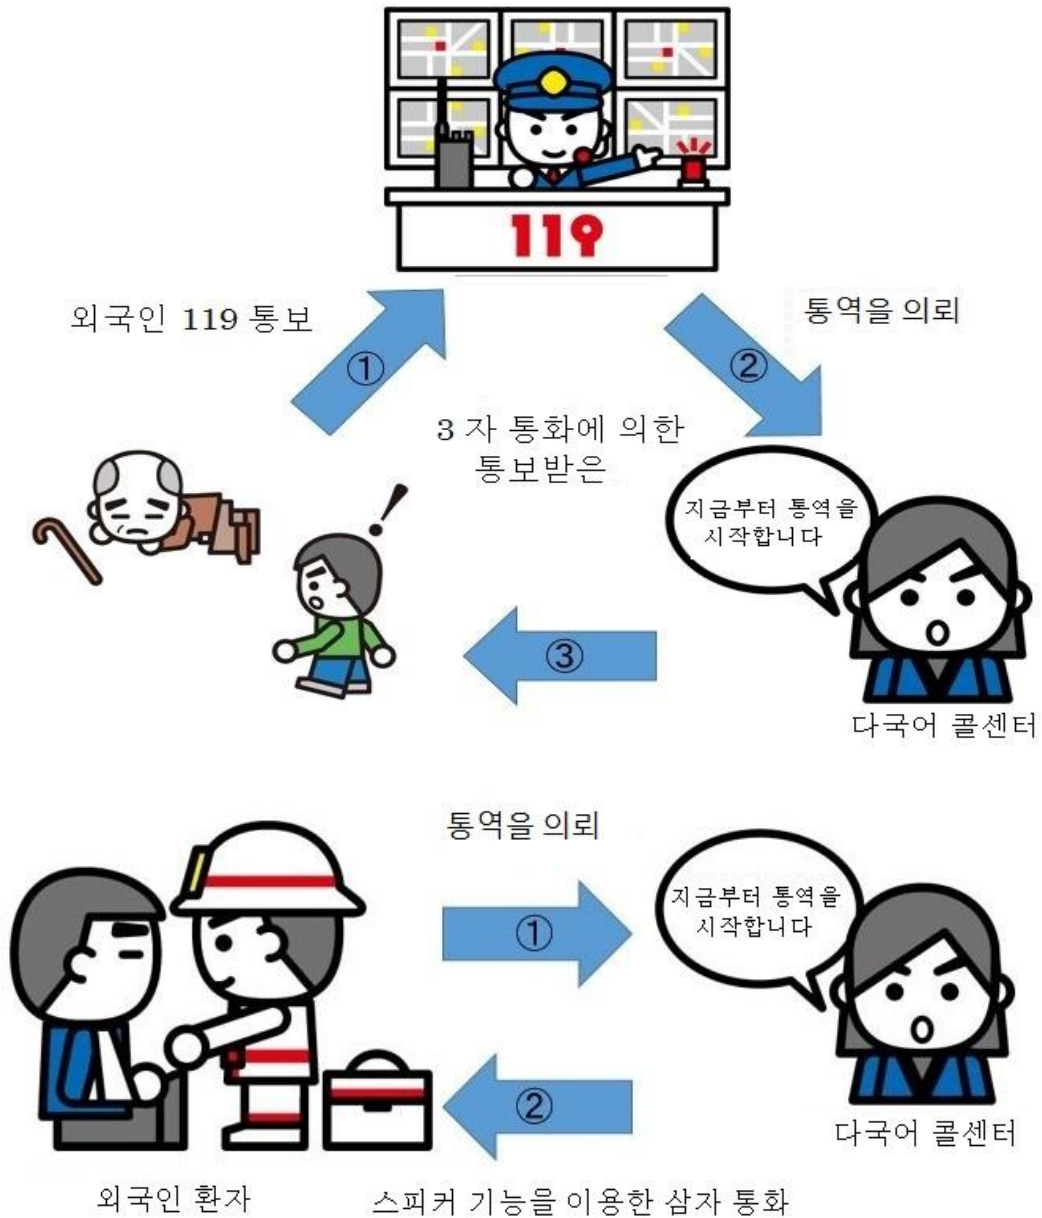 119
외국인 119 통보
①
통역을 의뢰
②
3 자 통화에 의한
통보받은
지금부터 통역을
시작합니다
③
다국어 콜센터
통역을 의뢰
①
지금부터 통역을
시작합니다
②
다국어 콜센터
외국인 환자
스피커 기능을 이용한 삼자 통화